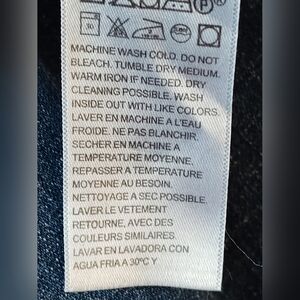 MACHINE WASH COLD. DO NOT
BLEACH. TUMBLE DRY MEDIUM.
WARM IRON IF NEEDED. DRY
CLEANING POSSIBLE. WASH
INSIDE OUT WITH LIKE COLORS.
LAVER EN MACHINE A L'EAU
FROIDE. NE PAS BLANCHIR.
SECHER EN MACHINE A
TEMPERATURE MOYENNE.
REPASSER A TEMPERATURE
MOYENNE AU BESOIN.
NETTOYAGE A SEC POSSIBLE.
LAVER LE VETEMENT
RETOURNE, AVEC DES
COULEURS SIMILAIRES.
LAVAR EN LAVADORA CON
AGUA FRIA A 30ºC Y